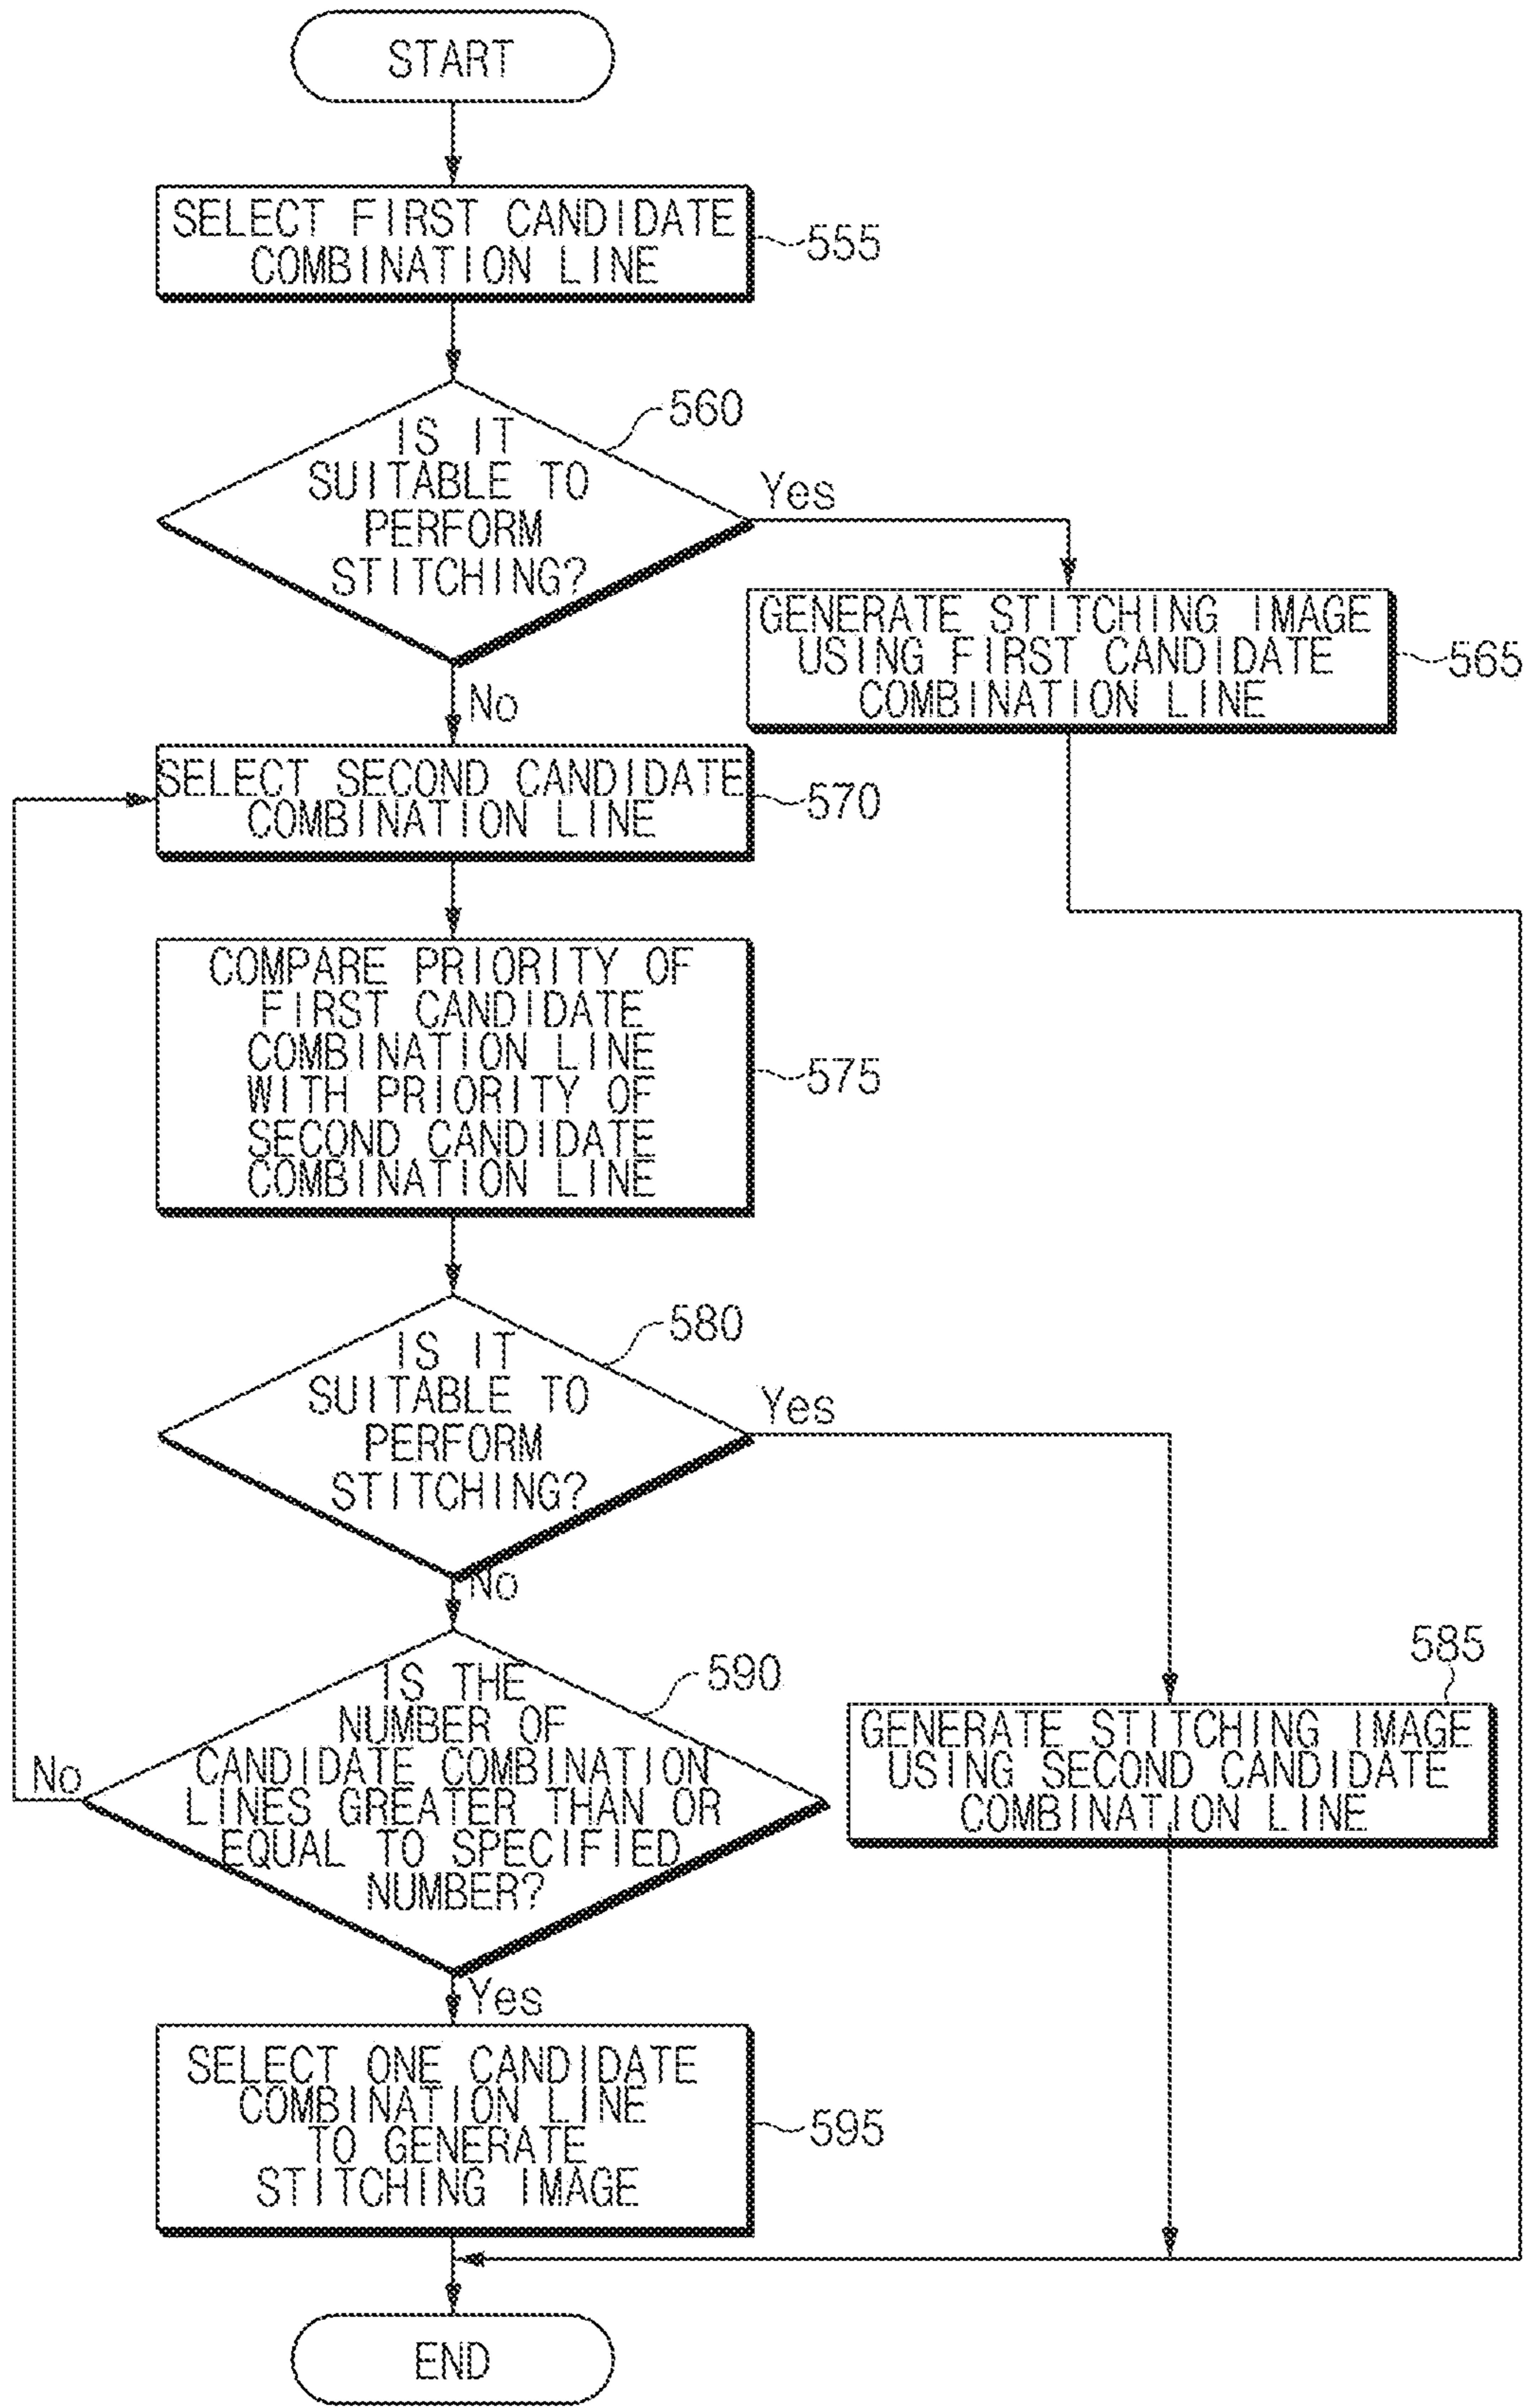 START
SELECT FIRST CANDIDATE
COMBINATION LINE
555
IS IT
SUITABLE TO
PERFORM
STITCHING?
560
Yes
GENERATE STITCHING IMAGE
USING FIRST CANDIDATE
COMBINATION LINE
565
No
SELECT SECOND CANDIDATE
COMBINATION LINE
570
COMPARE PRIORITY OF
FIRST CANDIDATE
COMBINATION LINE
WITH PRIORITY OF
SECOND CANDIDATE
COMBINATION LINE
575
IS IT
SUITABLE TO
PERFORM
STITCHING?
580
Yes
No
585
GENERATE STITCHING IMAGE
USING SECOND CANDIDATE
COMBINATION LINE
IS THE
NUMBER OF
CANDIDATE COMBINATION
LINES GREATER THAN OR
EQUAL TO SPECIFIED
NUMBER?
590
No
Yes
SELECT ONE CANDIDATE
COMBINATION LINE
TO GENERATE
STITCHING IMAGE
595
END